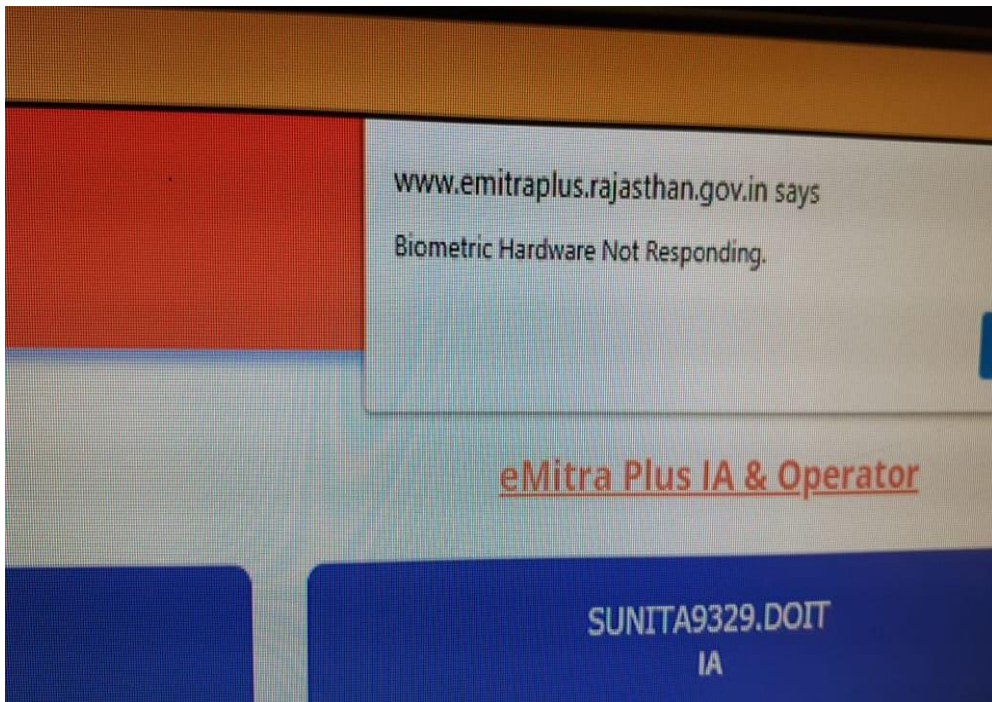 www.emitraplus.rajasthan.gov.in says
Biometric Hardware Not Responding.
eMitra Plus IA & Operator
SUNITA9329.DOIT
IA